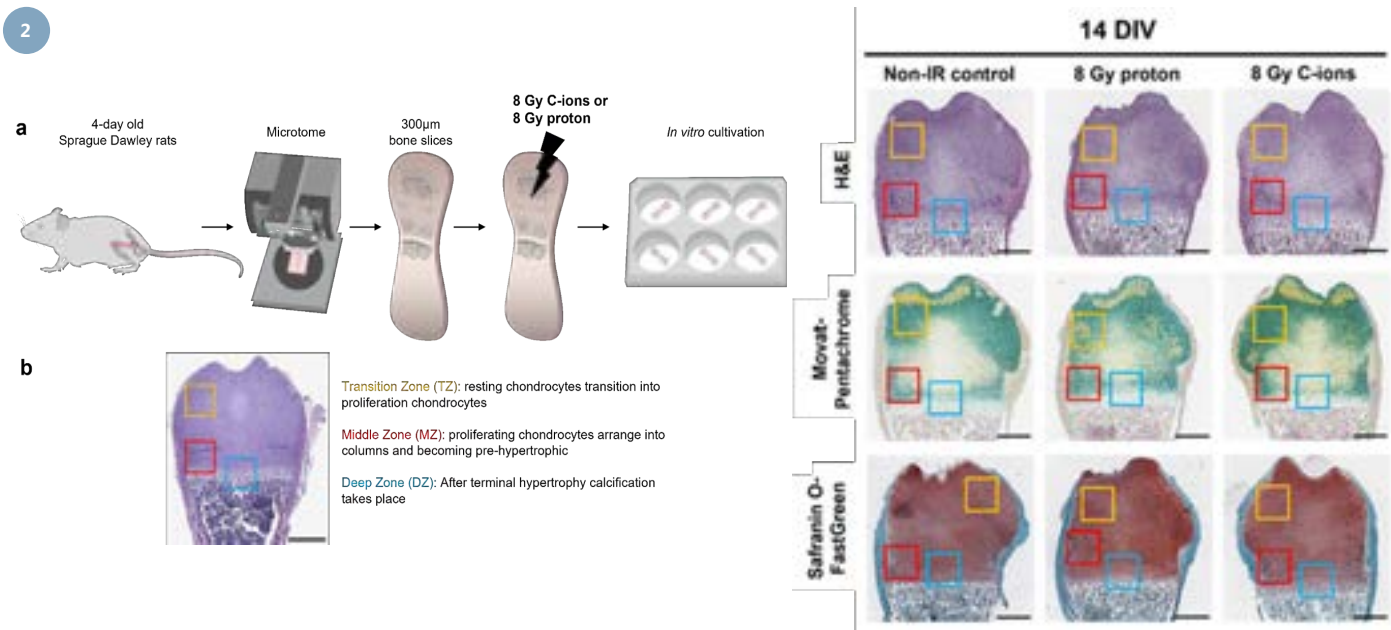 2
a
4-day old
Sprague Dawley rats
Microtome
300µm
bone slices
8 Gy C-ions or
8 Gy proton
In vitro cultivation
b
Transition Zone (TZ): resting chondrocytes transition into
proliferation chondrocytes
Middle Zone (MZ): proliferating chondrocytes arrange into
columns and becoming pre-hypertrophic
Deep Zone (DZ): After terminal hypertrophy calcification
takes place
14 DIV
Non-IR control
8 Gy proton
8 Gy C-ions
H&E
Movat-
Pentachrome
Safranin O-
FastGreen